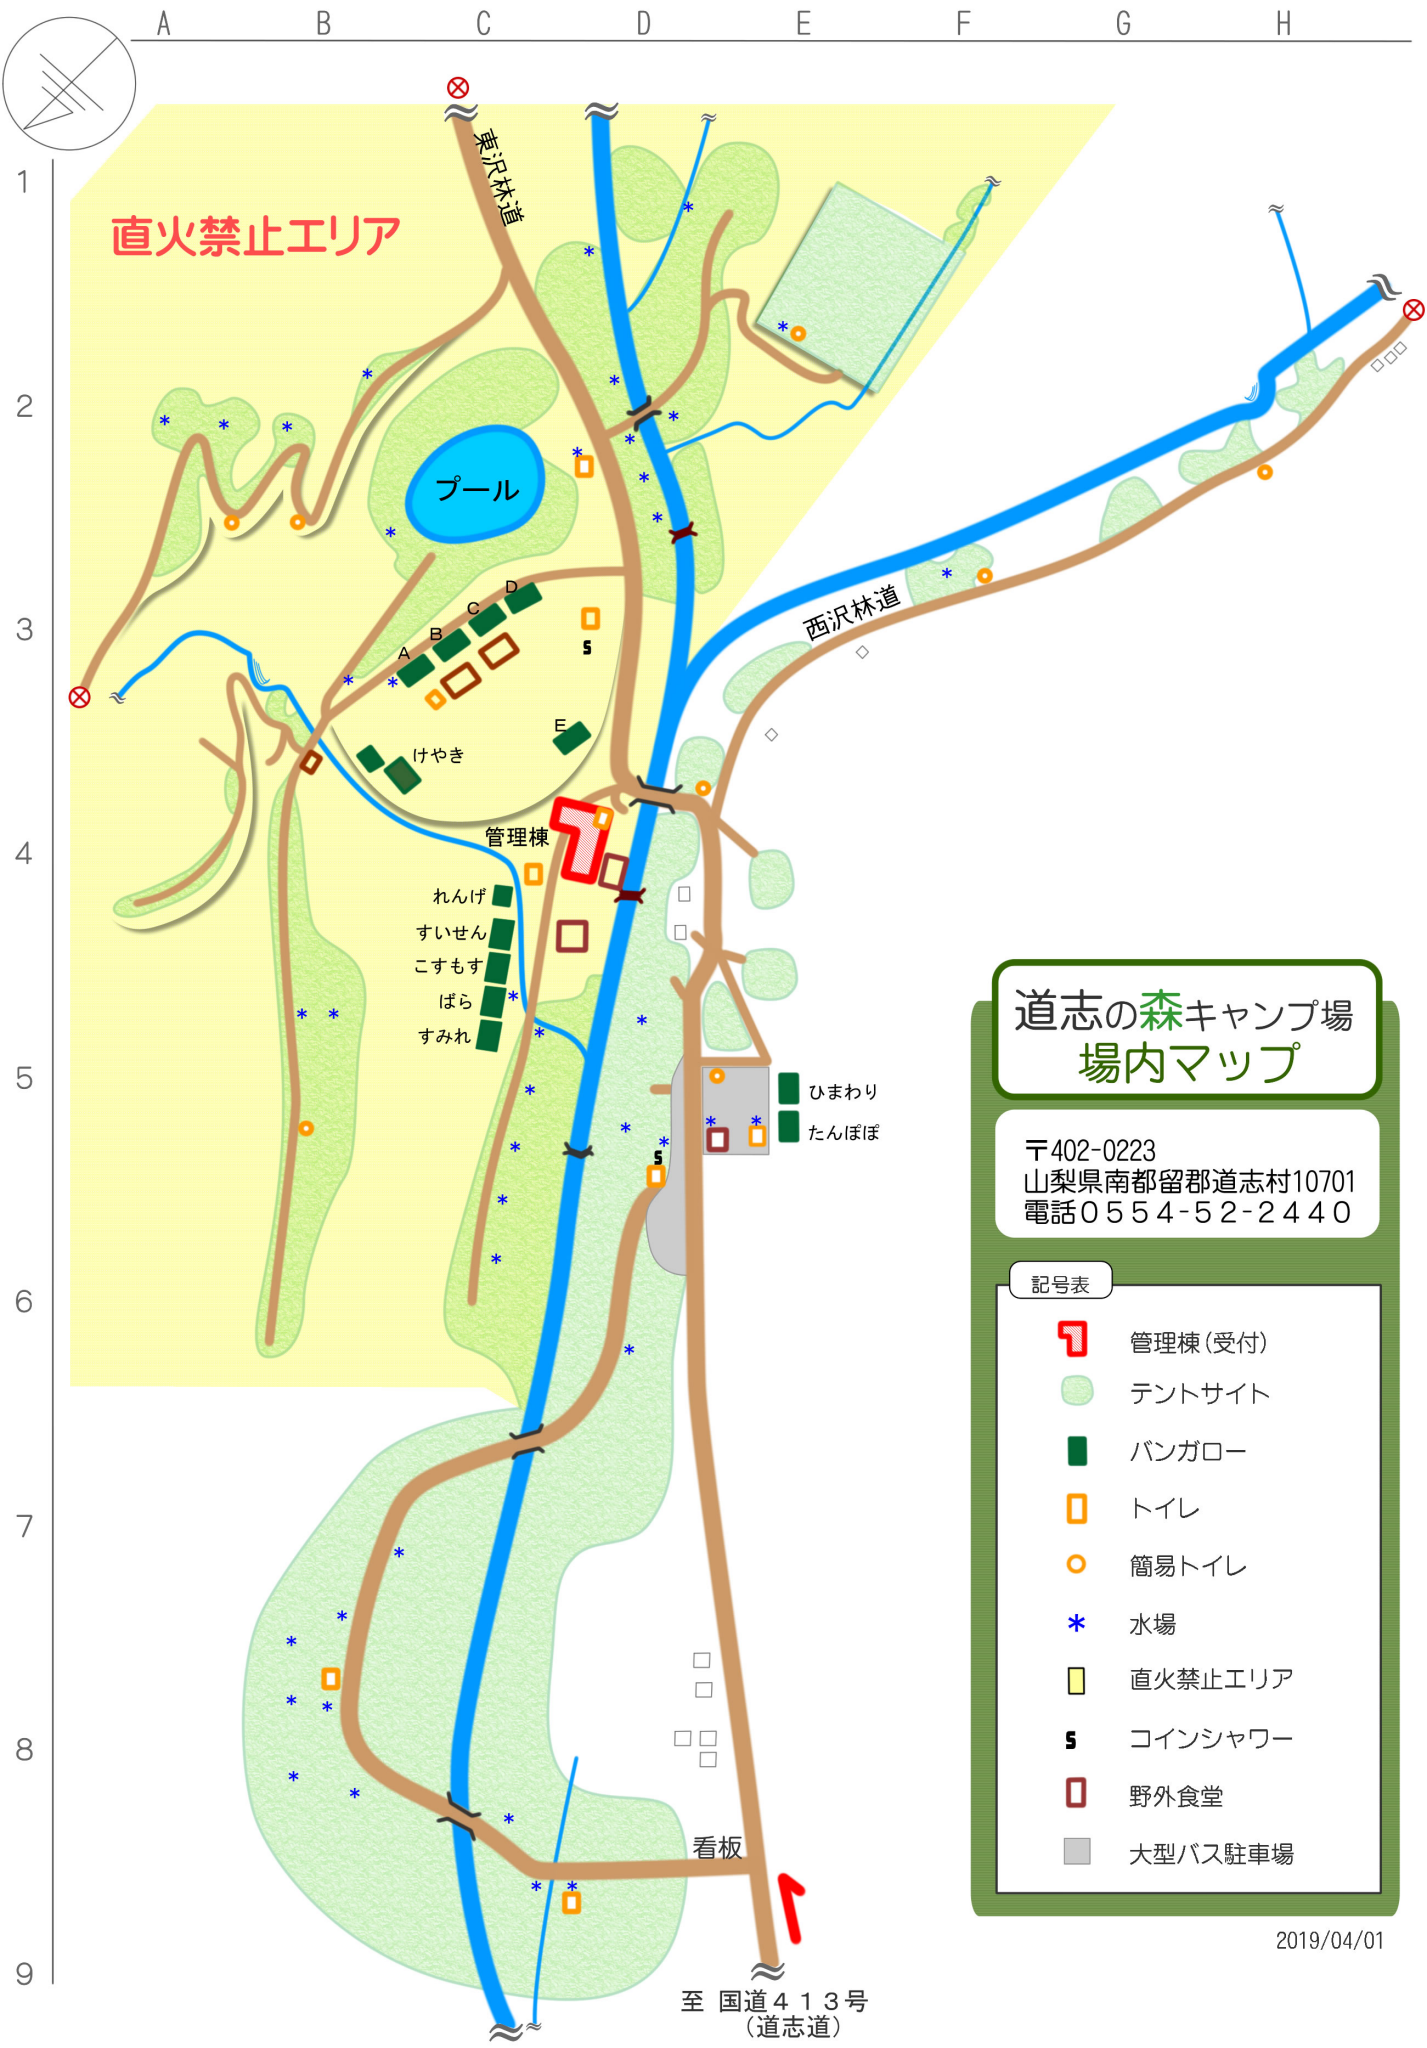 A B C D E F G H
1
2
3
4
5
6
7
8
9
直火禁止エリア
東沢林道
プール
D
C
B
A
西沢林道
E
けやき
管理棟
れんげ
すいせん
こすもす
ばら
すみれ
ひまわり
たんぽぽ
S
S
看板
至 国道413号
(道志道)
道志の森キャンプ場
場内マップ
〒402-0223
山梨県南都留郡道志村10701
電話0554-52-2440
記号表
管理棟(受付)
テントサイト
バンガロー
トイレ
簡易トイレ
水場
直火禁止エリア
S コインシャワー
野外食堂
大型バス駐車場
2019/04/01